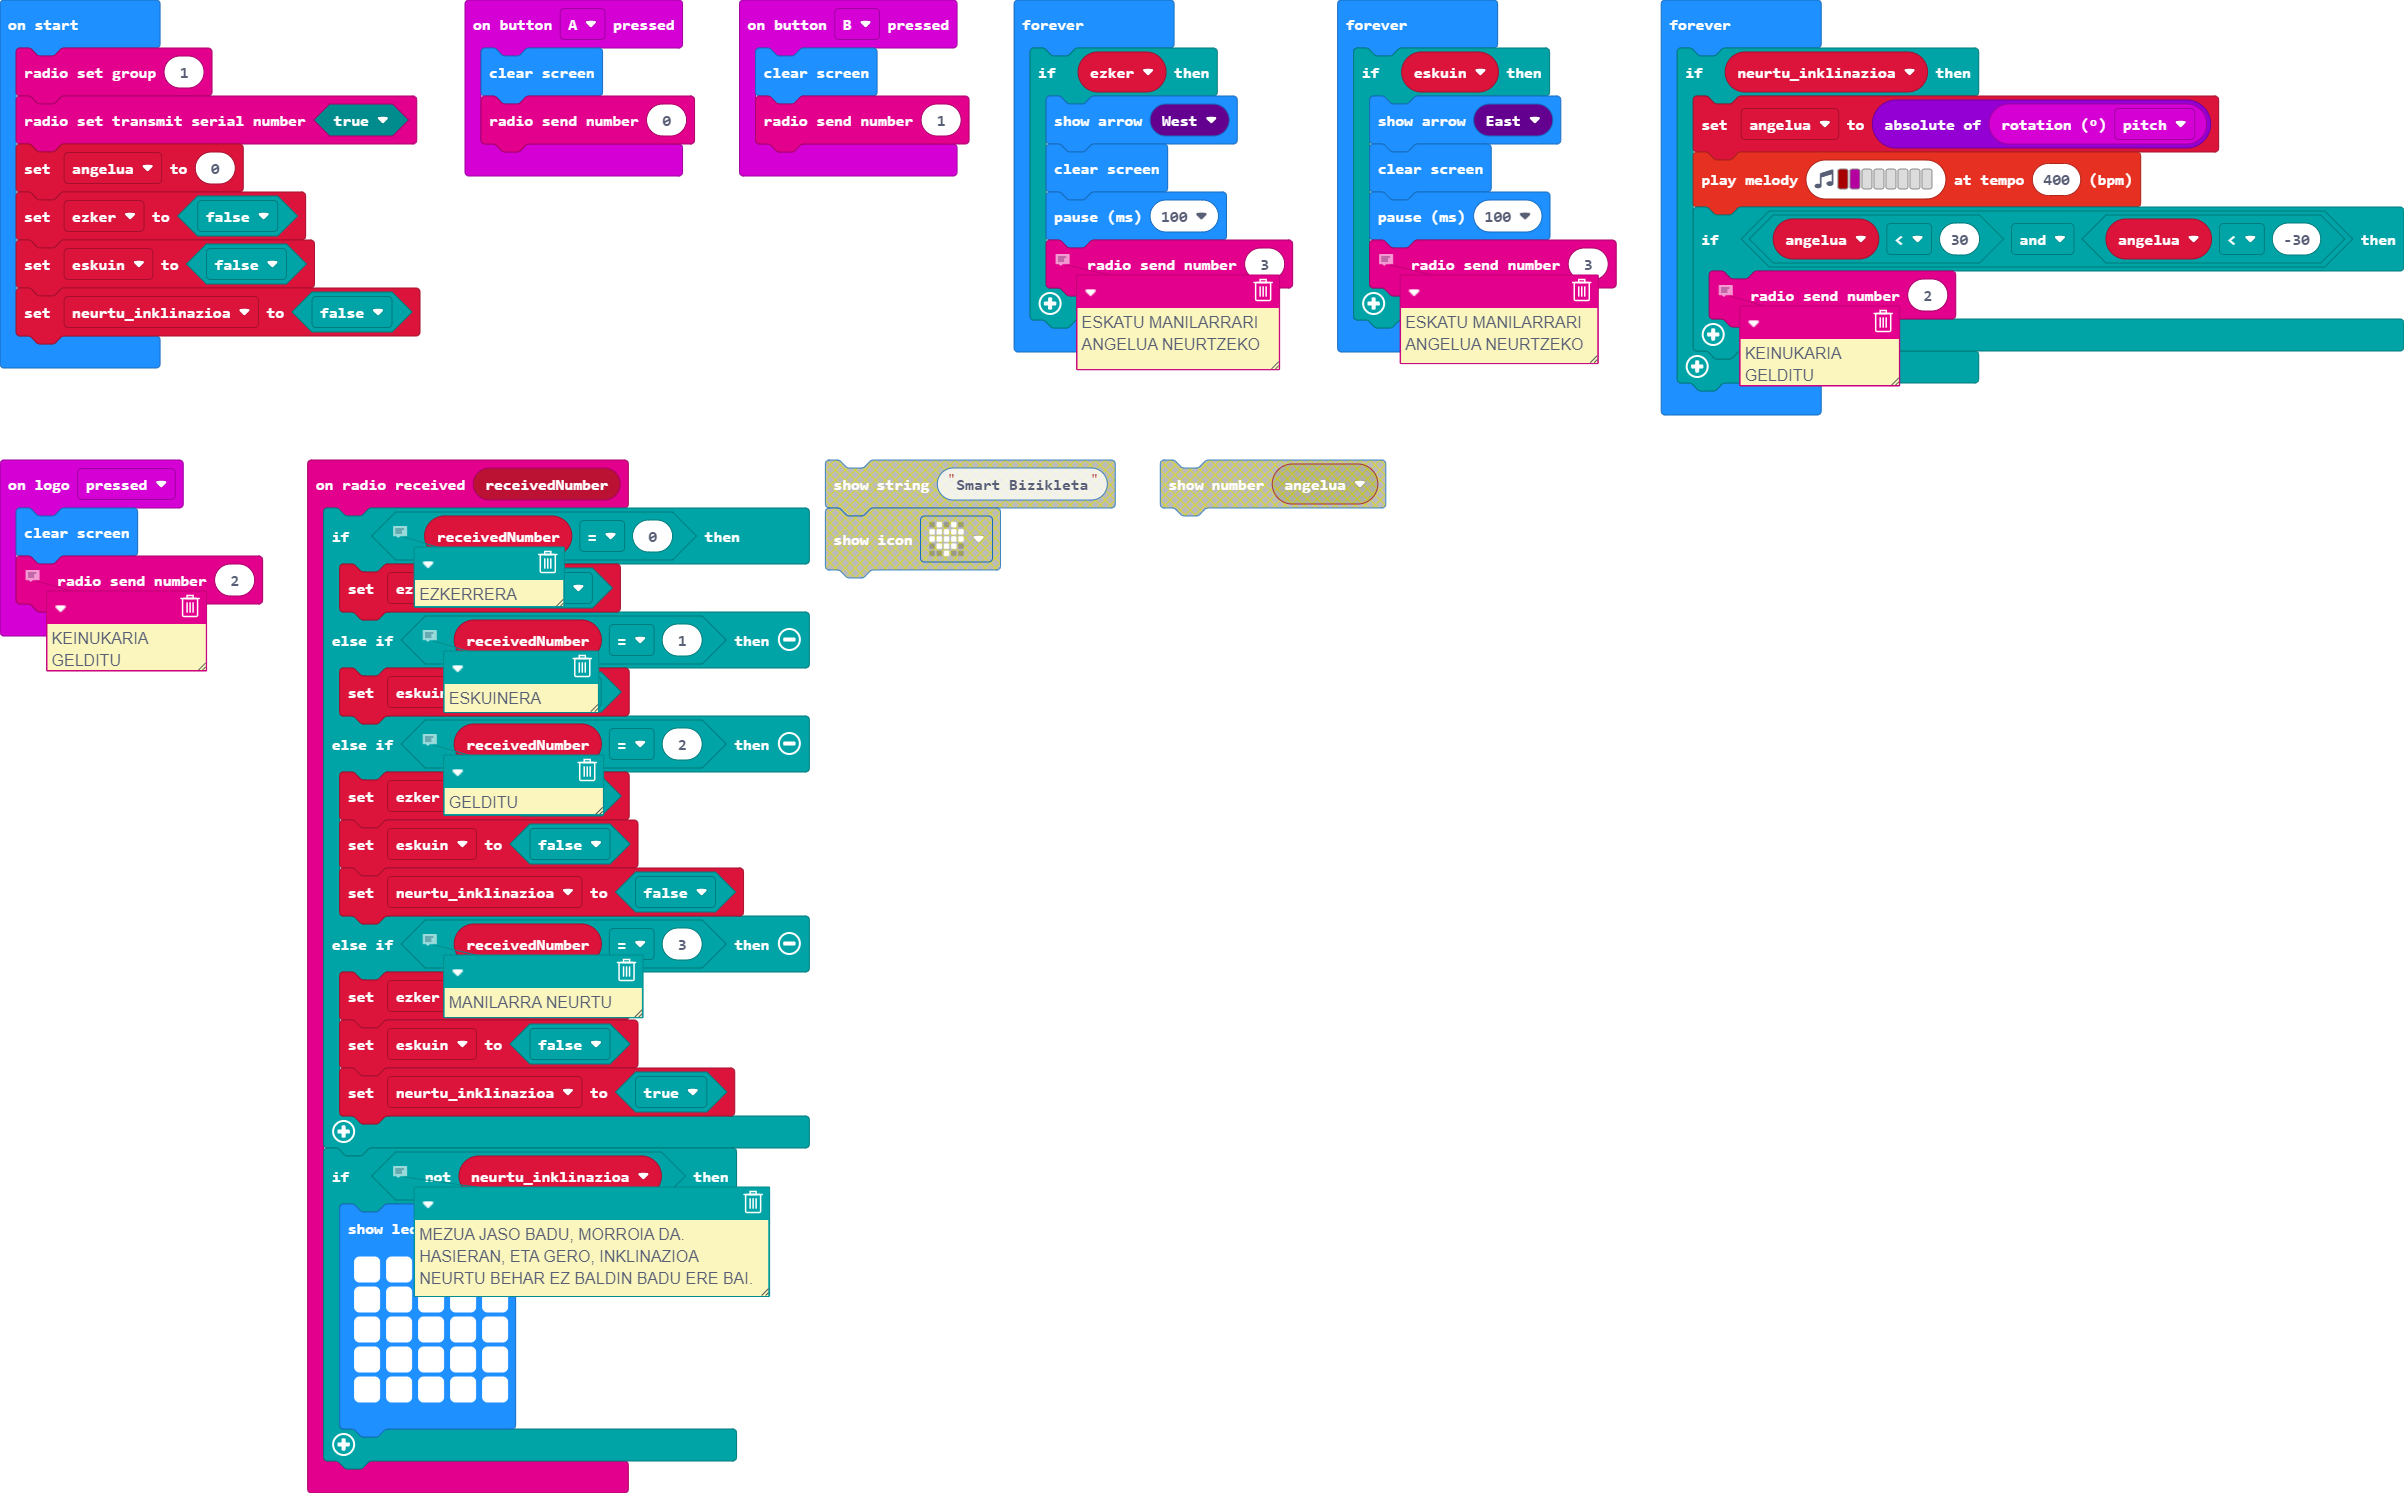 on start
radio set group 1
radio set transmit serial number true
set angelua to 0
set ezker to false
set eskuin to false
set neurtu_inklinazioa to false
on button A pressed
clear screen
radio send number 0
on button B pressed
clear screen
radio send number 1
forever
if ezker then
show arrow West
clear screen
pause (ms) 100
radio send number 3
ESKATU MANILARRARI
ANGELUA NEURTZEKO
forever
if eskuin then
show arrow East
clear screen
pause (ms) 100
radio send number 3
ESKATU MANILARRARI
ANGELUA NEURTZEKO
forever
if neurtu_inklinazioa then
set angelua to absolute of rotation (º) pitch
play melody at tempo 400 (bpm)
if angelua < 30 and angelua < -30 then
radio send number 2
KEINUKARIA
GELDITU
on logo pressed
clear screen
radio send number 2
KEINUKARIA
GELDITU
on radio received receivedNumber
if receivedNumber = 0 then
EZKERRERA
set ez
else if receivedNumber = 1 then
set eskuin
ESKUINERA
else if receivedNumber = 2 then
set ezker
GELDITU
set eskuin to false
set neurtu_inklinazioa to false
else if receivedNumber = 3 then
set ezker
MANILARRA NEURTU
set eskuin to false
set neurtu_inklinazioa to true
if not neurtu_inklinazioa then
show le
MEZUA JASO BADU, MORROIA DA.
HASIERAN, ETA GERO, INKLINAZIOA
NEURTU BEHAR EZ BALDIN BADU ERE BAI.
show string "Smart Bizikleta"
show icon
show number angelua